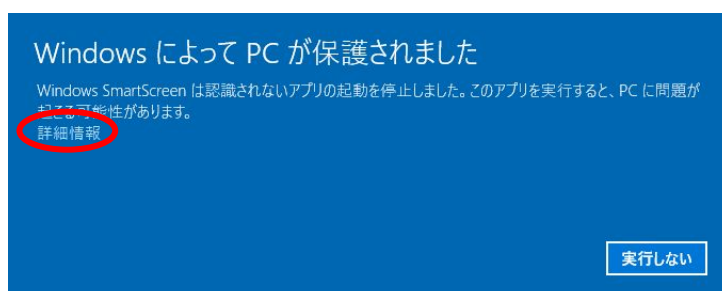 Windows によって PC が保護されました
Windows SmartScreen は認識されないアプリの起動を停止しました。このアプリを実行すると、PC に問題が
起こる可能性があります。
詳細情報
実行しない